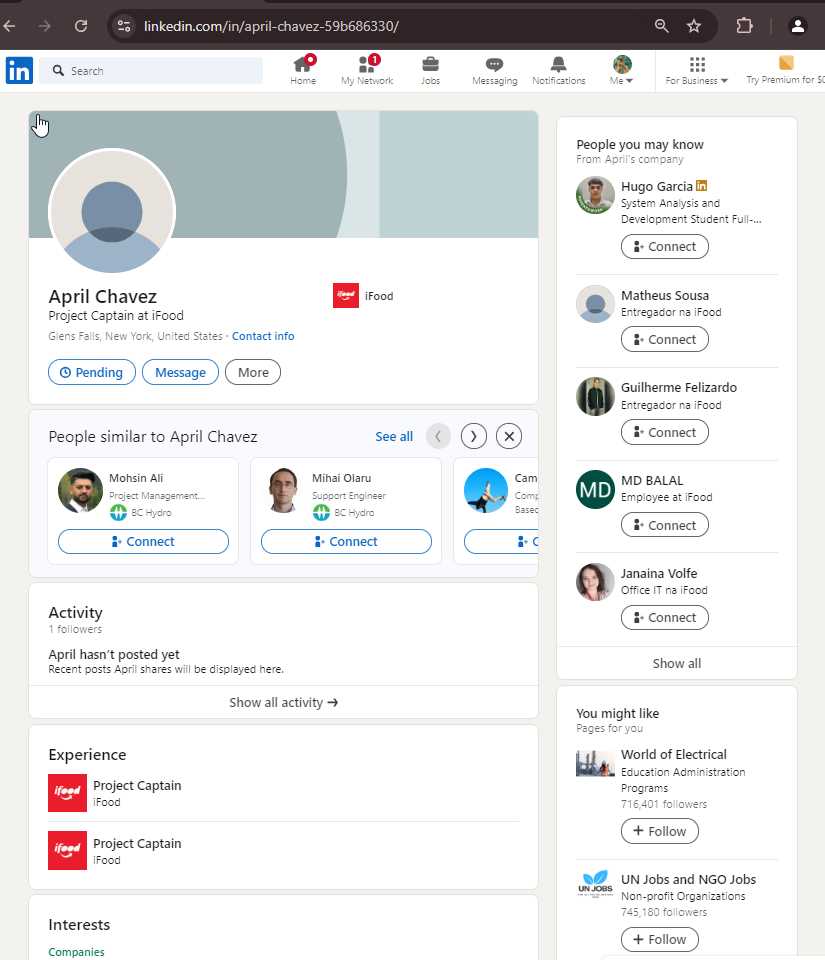 linkedin.com/in/april-chavez-59b686330/
in
Search
Home
1
My Network
Jobs
Messaging
Notifications
Me
For Business
Try Premium for $0
April Chavez
Project Captain at iFood
Glens Falls, New York, United States · Contact info
ifood
iFood
Pending
Message
More
People similar to April Chavez
See all
Mohsin Ali
Project Management...
BC Hydro
Connect
Mihai Olaru
Support Engineer
BC Hydro
Connect
Cam
Comp
Based
C
Activity
1 followers
April hasn't posted yet
Recent posts April shares will be displayed here.
Show all activity →
Experience
ifood
Project Captain
iFood
ifood
Project Captain
iFood
Interests
Companies
People you may know
From April's company
Hugo Garcia in
System Analysis and
Development Student Full-...
Connect
Matheus Sousa
Entregador na iFood
Connect
Guilherme Felizardo
Entregador na iFood
Connect
MD
MD BALAL
Employee at iFood
Connect
Janaina Volfe
Office IT na iFood
Connect
Show all
You might like
Pages for you
World of Electrical
Education Administration
Programs
716,401 followers
+ Follow
UN JOBS
UN Jobs and NGO Jobs
Non-profit Organizations
745,180 followers
+ Follow